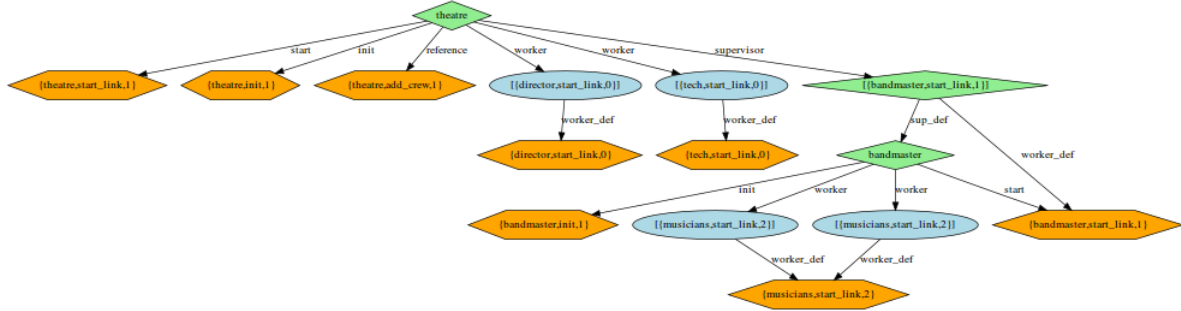 theatre
start
init
reference
worker
worker
supervisor
{theatre,start_link,1}
{theatre,init,1}
{theatre,add_crew,1}
[{director,start_link,0}]
[{tech,start_link,0}]
[{bandmaster,start_link,1}]
worker_def
worker_def
sup_def
{director,start_link,0}
{tech,start_link,0}
bandmaster
worker_def
init
worker
worker
start
{bandmaster,init,1}
[{musicians,start_link,2}]
[{musicians,start_link,2}]
{bandmaster,start_link,1}
worker_def
worker_def
{musicians,start_link,2}